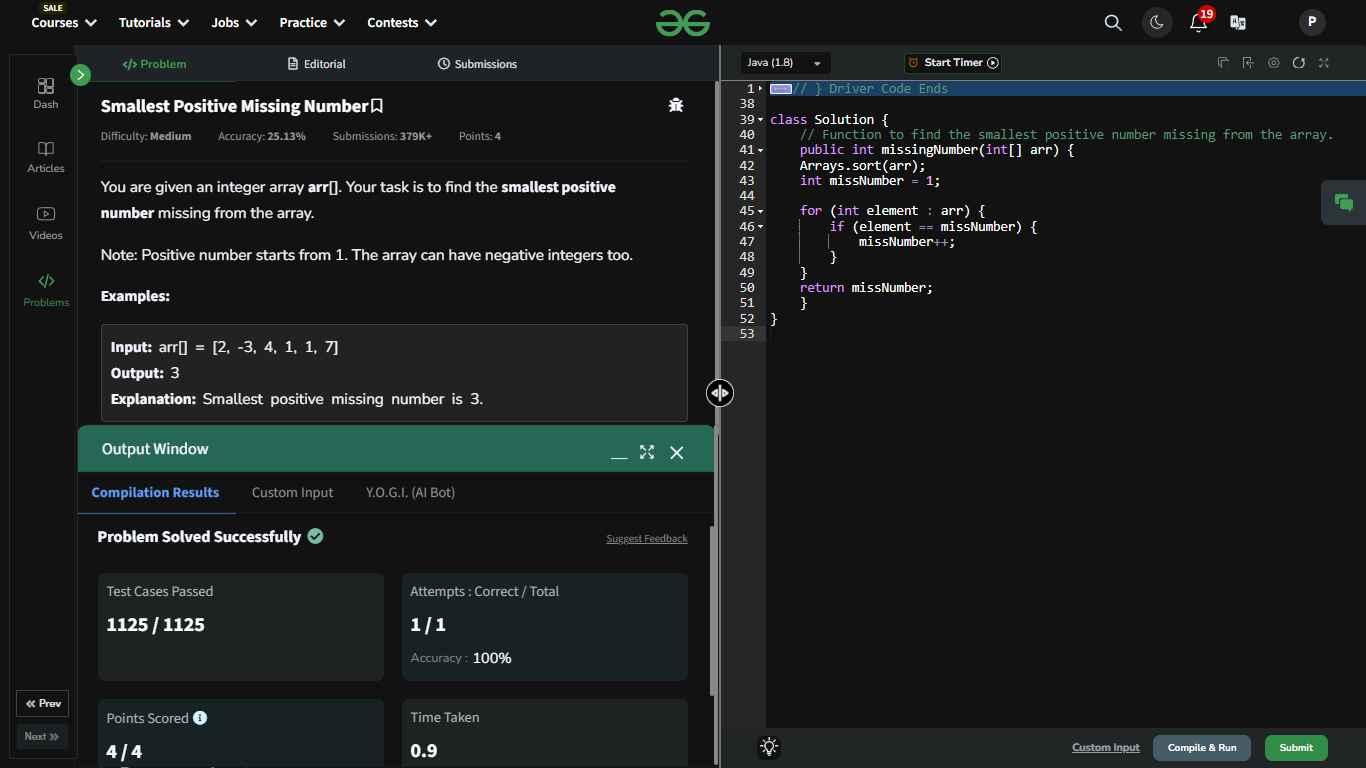 SALE
Courses Tutorials Jobs Practice Contests 19 P
Dash
Articles
Videos
Problems
Prev
Next
Problem Editorial Submissions
Smallest Positive Missing Number
Difficulty: Medium Accuracy: 25.13% Submissions: 379K+ Points: 4
You are given an integer array arr[]. Your task is to find the smallest positive
number missing from the array.
Note: Positive number starts from 1. The array can have negative integers too.
Examples:
Input: arr[] = [2, -3, 4, 1, 1, 7]
Output: 3
Explanation: Smallest positive missing number is 3.
Output Window
Compilation Results Custom Input Y.O.G.I. (AI Bot)
Problem Solved Successfully
Suggest Feedback
Test Cases Passed
1125 / 1125
Attempts : Correct / Total
1 / 1
Accuracy : 100%
Points Scored
4 / 4
Time Taken
0.9
Java (1.8) Start Timer
1 // } Driver Code Ends
38
39 class Solution {
40 // Function to find the smallest positive number missing from the array.
41 public int missingNumber(int[] arr) {
42 Arrays.sort(arr);
43 int missNumber = 1;
44
45 for (int element : arr) {
46 if (element == missNumber) {
47 missNumber++;
48 }
49 }
50 return missNumber;
51 }
52 }
53
Custom Input Compile & Run Submit